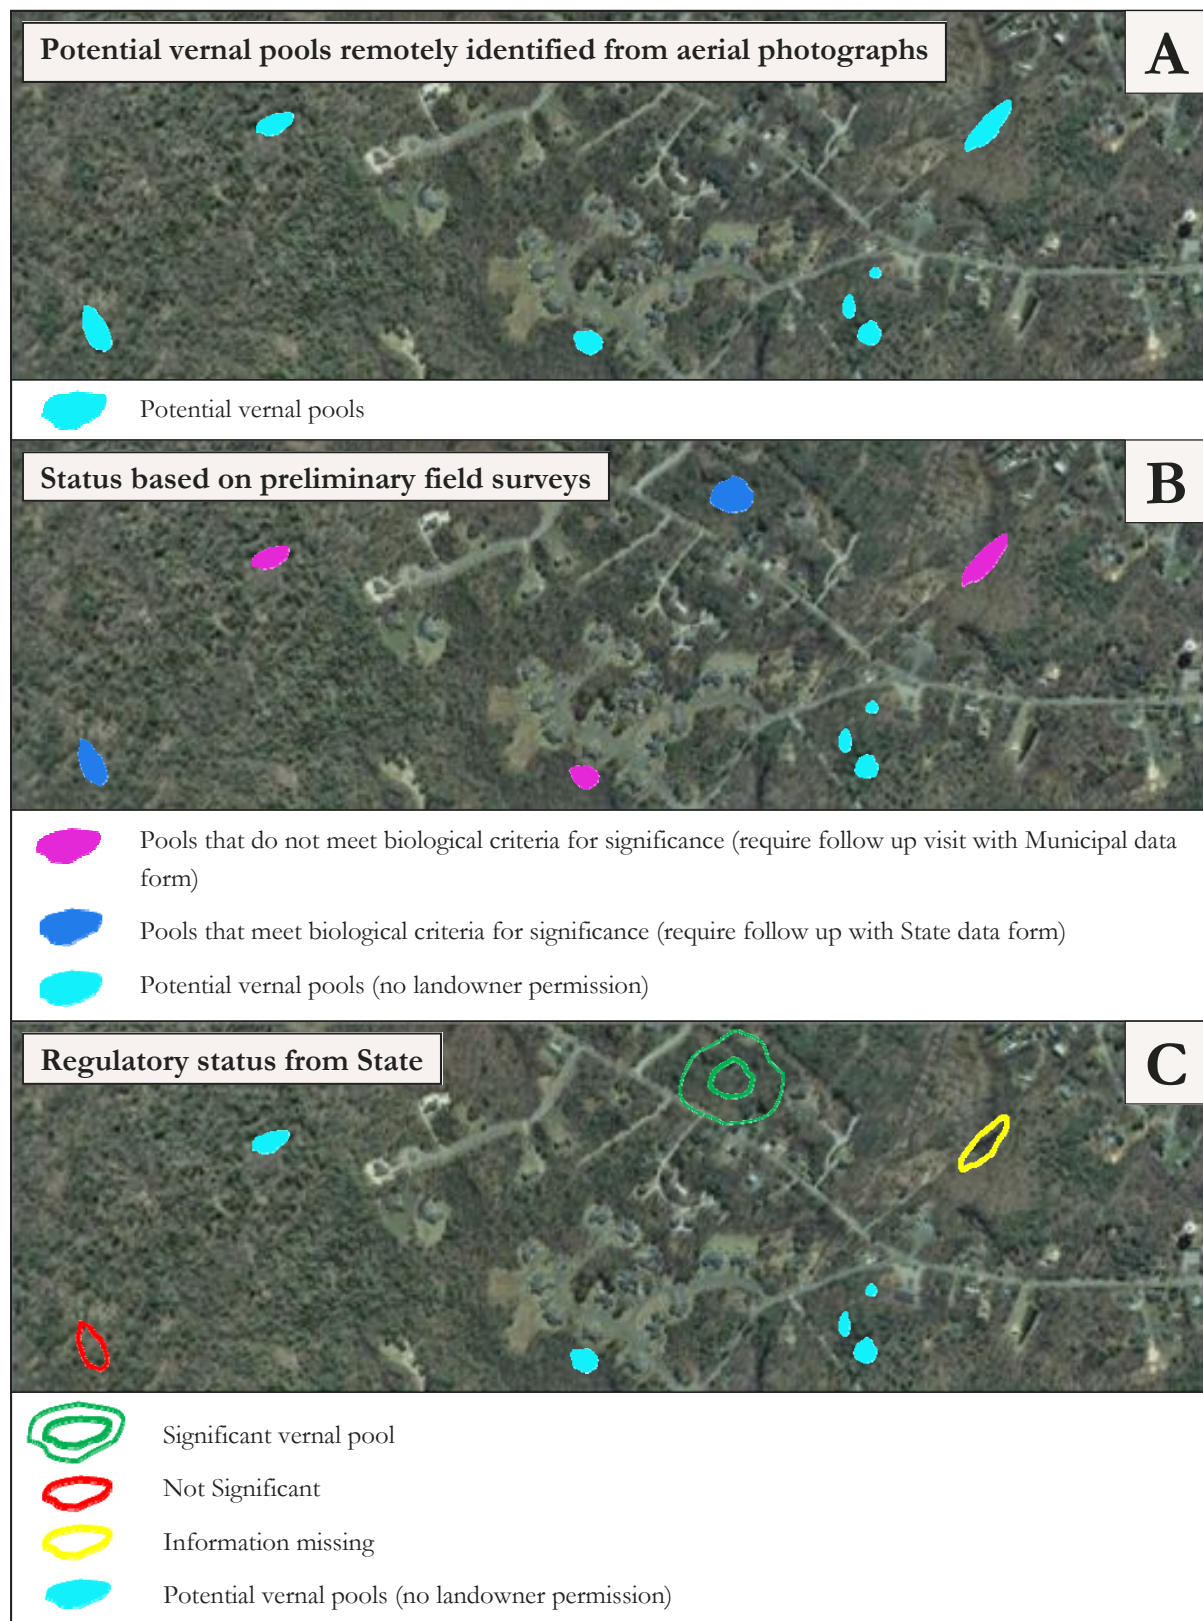 Potential vernal pools remotely identified from aerial photographs
A
Potential vernal pools
Status based on preliminary field surveys
B
Pools that do not meet biological criteria for significance (require follow up visit with Municipal data
form)
Pools that meet biological criteria for significance (require follow up with State data form)
Potential vernal pools (no landowner permission)
Regulatory status from State
C
Significant vernal pool
Not Significant
Information missing
Potential vernal pools (no landowner permission)